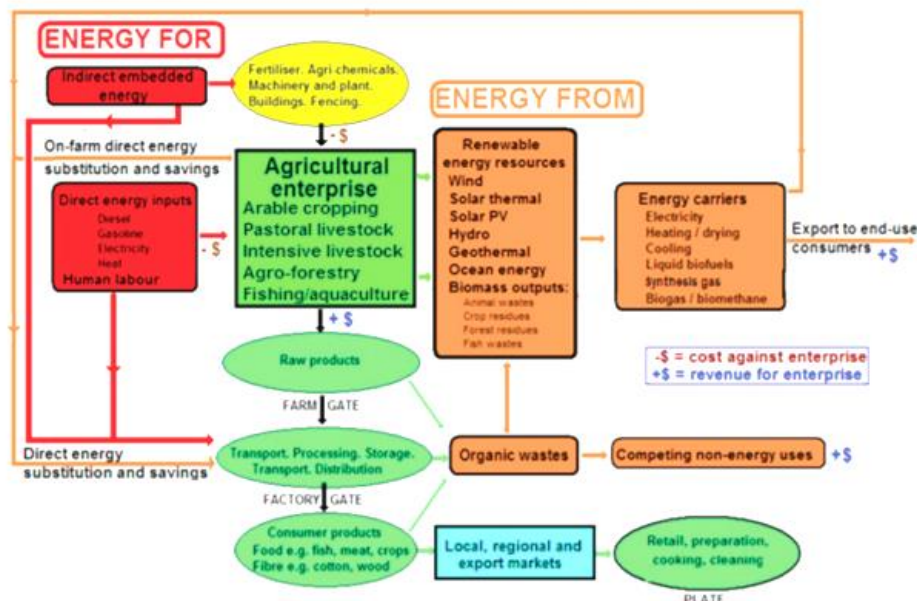 ENERGY FOR
Indirect embedded
energy
Fertiliser. Agri chemicals.
Machinery and plant.
Buildings. Fencing.
ENERGY FROM
- $
On-farm direct energy
substitution and savings
Agricultural
enterprise
Arable cropping
Pastoral livestock
Intensive livestock
Agro-forestry
Fishing/aquaculture
Direct energy inputs
Diesel
Gasoline
Electricity
Heat
Human labour
- $
Renewable
energy resources
Wind
Solar thermal
Solar PV
Hydro
Geothermal
Ocean energy
Biomass outputs:
Animal wastes
Crop residues
Forest residues
Fish wastes
Energy carriers
Electricity
Heating / drying
Cooling
Liquid biofuels
Synthesis gas
Biogas / biomethane
Export to end-use
consumers +$
+ $
Raw products
-$ = cost against enterprise
+$ = revenue for enterprise
FARM GATE
Direct energy
substitution and savings
Transport. Processing. Storage.
Transport. Distribution
Organic wastes
Competing non-energy uses
+$
FACTORY GATE
Consumer products
Food e.g. fish, meat, crops
Fibre e.g. cotton, wood
Local, regional and
export markets
Retail, preparation,
cooking, cleaning
PLATE